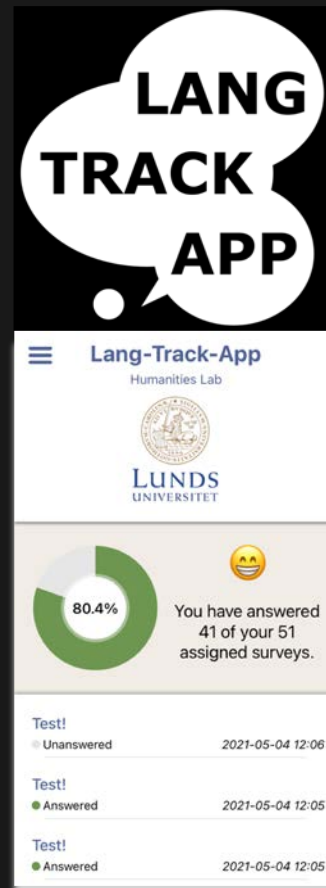 LANG
TRACK
APP
Lang-Track-App
Humanities Lab
LUNDS
UNIVERSITET
80.4%
You have answered
41 of your 51
assigned surveys.
Test!
Unanswered 2021-05-04 12:06
Test!
Answered 2021-05-04 12:05
Test!
Answered 2021-05-04 12:05